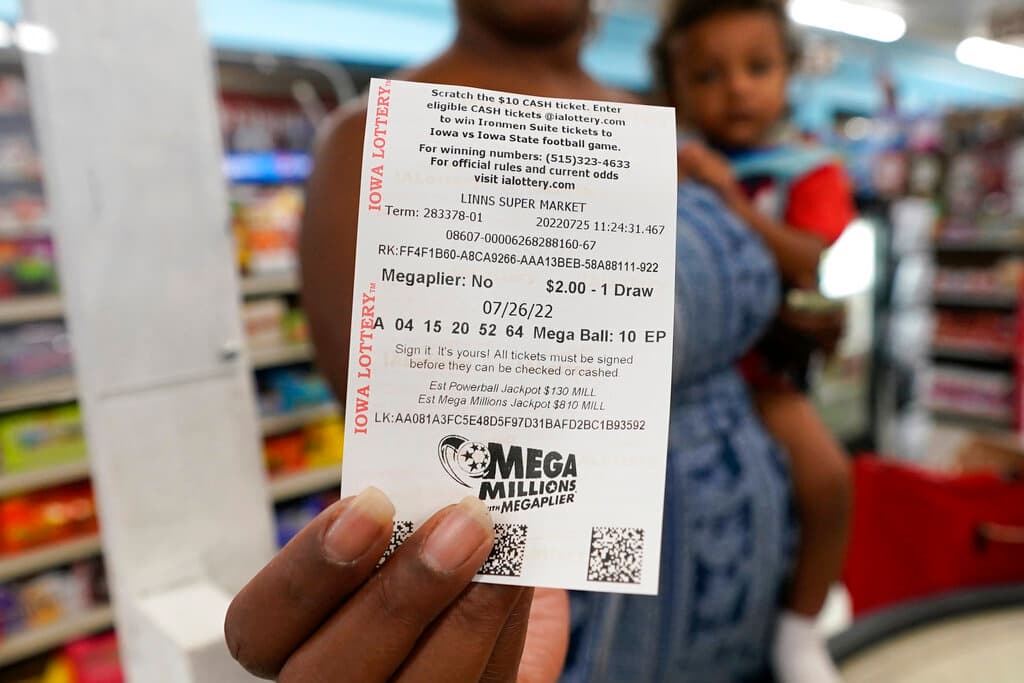 Scratch the $10 CASH ticket. Enter
eligible CASH tickets @ialottery.com
to win Ironmen Suite tickets to
Iowa vs Iowa State football game.
For winning numbers: (515)323-4633
For official rules and current odds
visit ialottery.com
IOWA LOTTERY™
LINNS SUPER MARKET
Term: 283378-01 20220725 11:24:31.467
08607-00006268288160-67
RK:FF4F1B60-A8CA9266-AAA13BEB-58A88111-922
Megaplier: No $2.00 - 1 Draw
07/26/22
A 04 15 20 52 64 Mega Ball: 10 EP
IOWA LOTTERY™
Sign it. It's yours! All tickets must be signed
before they can be checked or cashed.
Est Powerball Jackpot $130 MILL
Est Mega Millions Jackpot $810 MILL
LK:AA081A3FC5E48D5F97D31BAFD2BC1B93592
MEGA
MILLIONS
WITH MEGAPLIER